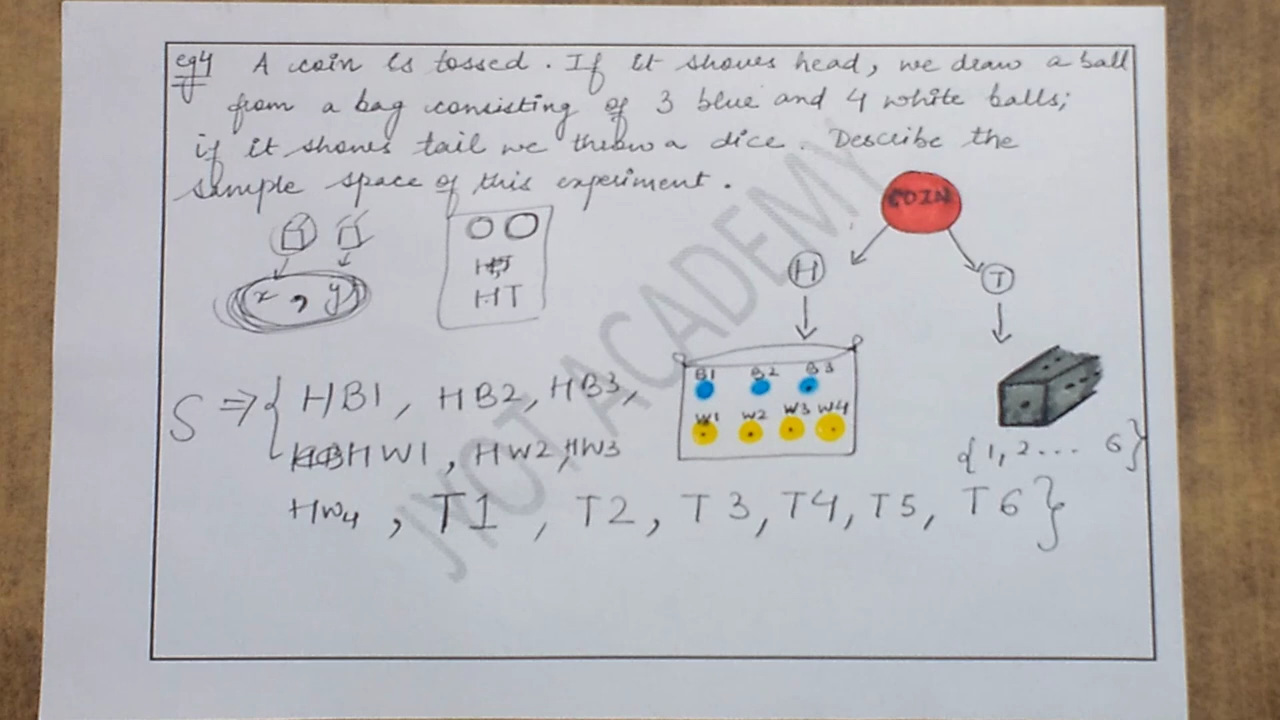 eg4 A coin is tossed. If it shows head, we draw a ball
from a bag consisting of 3 blue and 4 white balls;
if it shows tail we throw a dice. Describe the
sample space of this experiment.
COIN
H T
x, y
HT
B1 B2 B3
W1 W2 W3 W4
{1, 2... 6}
S ⇒ { HB1, HB2, HB3,
HW1, HW2, HW3
HW4, T1, T2, T3, T4, T5, T6}
JYOT ACADEMY